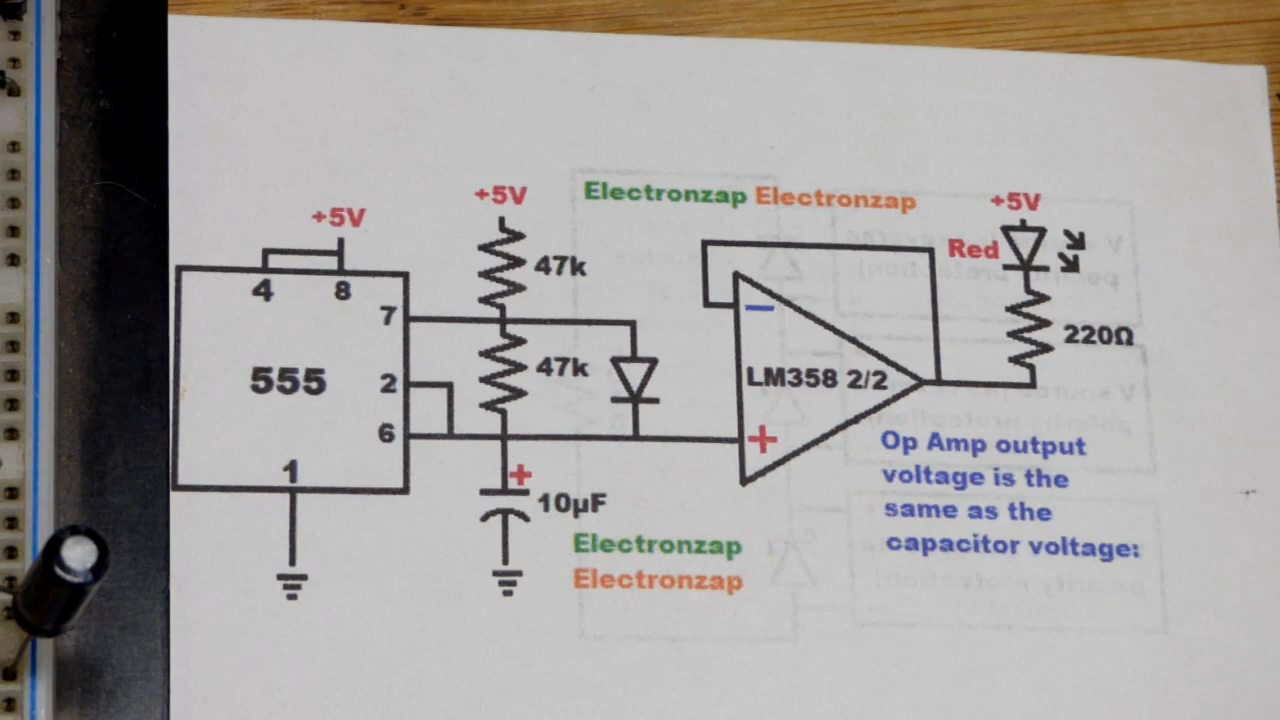 Electronzap Electronzap
+5V
+5V
+5V
4 8
7
2
6
1
555
47k
47k
+
10µF
−
LM358 2/2
+
Red
220Ω
Op Amp output
voltage is the
same as the
capacitor voltage:
Electronzap
Electronzap